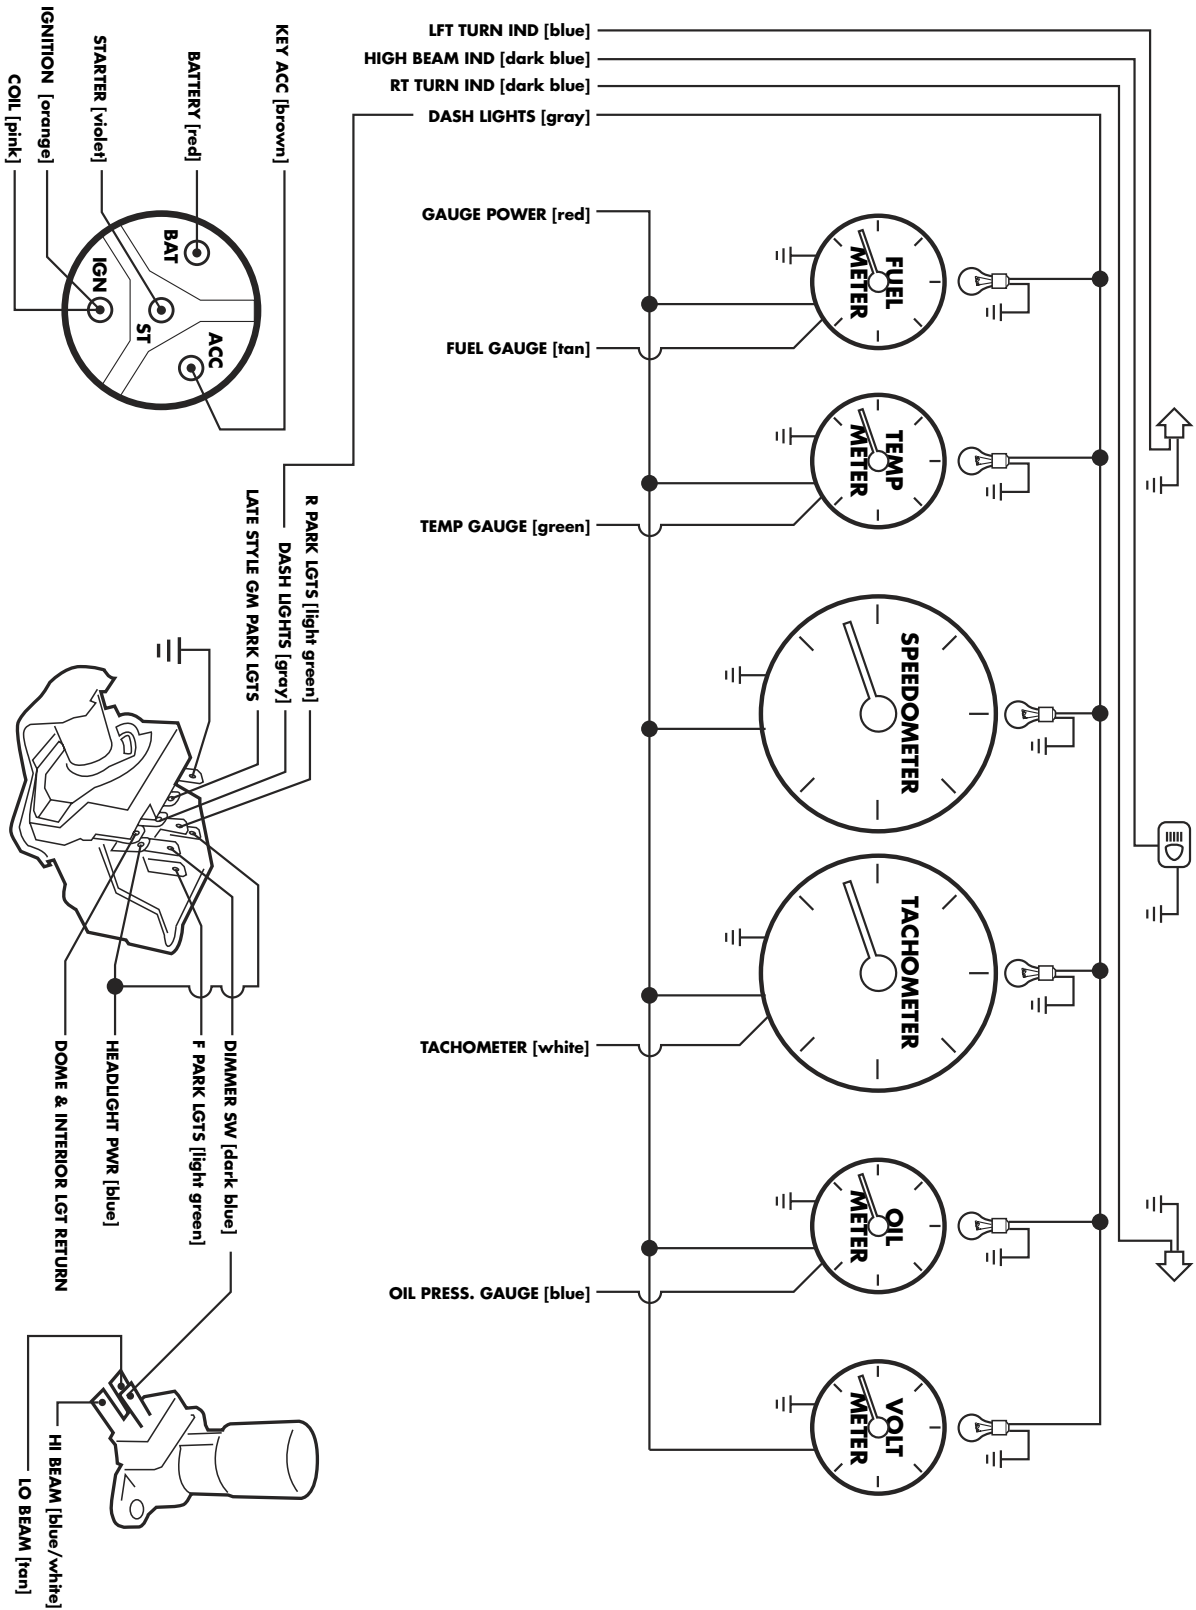 LFT TURN IND [blue]
HIGH BEAM IND [dark blue]
RT TURN IND [dark blue]
DASH LIGHTS [gray]
GAUGE POWER [red]
FUEL GAUGE [tan]
TEMP GAUGE [green]
TACHOMETER [white]
OIL PRESS. GAUGE [blue]
FUEL
METER
TEMP
METER
SPEEDOMETER
TACHOMETER
OIL
METER
VOLT
METER
KEY ACC [brown]
BATTERY [red]
STARTER [violet]
IGNITION [orange]
COIL [pink]
BAT
IGN
ST
ACC
R PARK LGTS [light green]
DASH LIGHTS [gray]
LATE STYLE GM PARK LGTS
DIMMER SW [dark blue]
F PARK LGTS [light green]
HEADLIGHT PWR [blue]
DOME & INTERIOR LGT RETURN
HI BEAM [blue/white]
LO BEAM [tan]